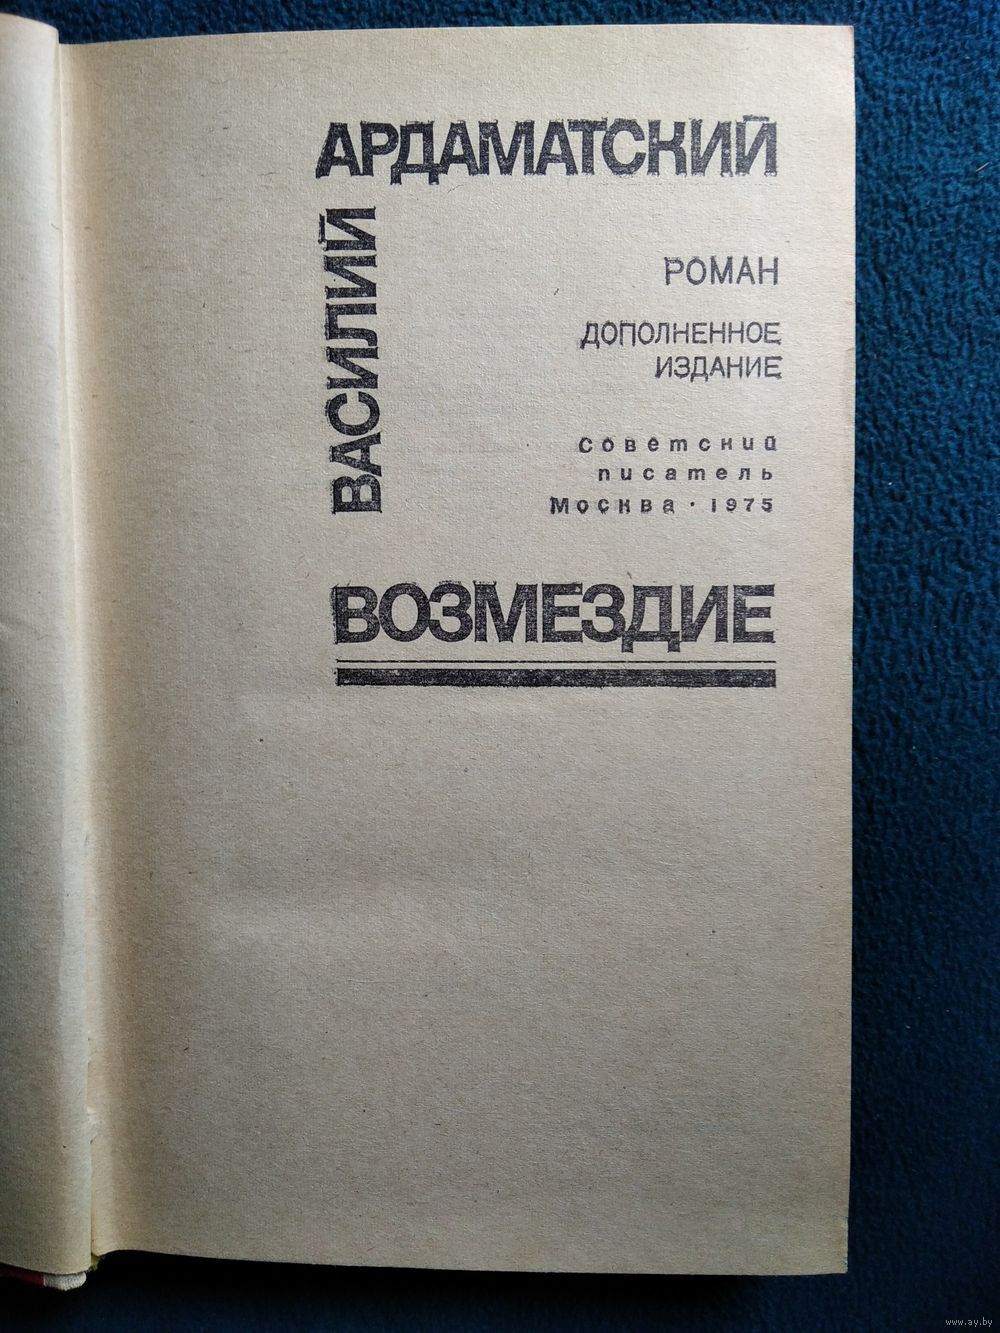 АРДАМАТСКИЙ
ВАСИЛИЙ
РОМАН
ДОПОЛНЕННОЕ
ИЗДАНИЕ
Советский
писатель
Москва · 1975
ВОЗМЕЗДИЕ
www.ay.by